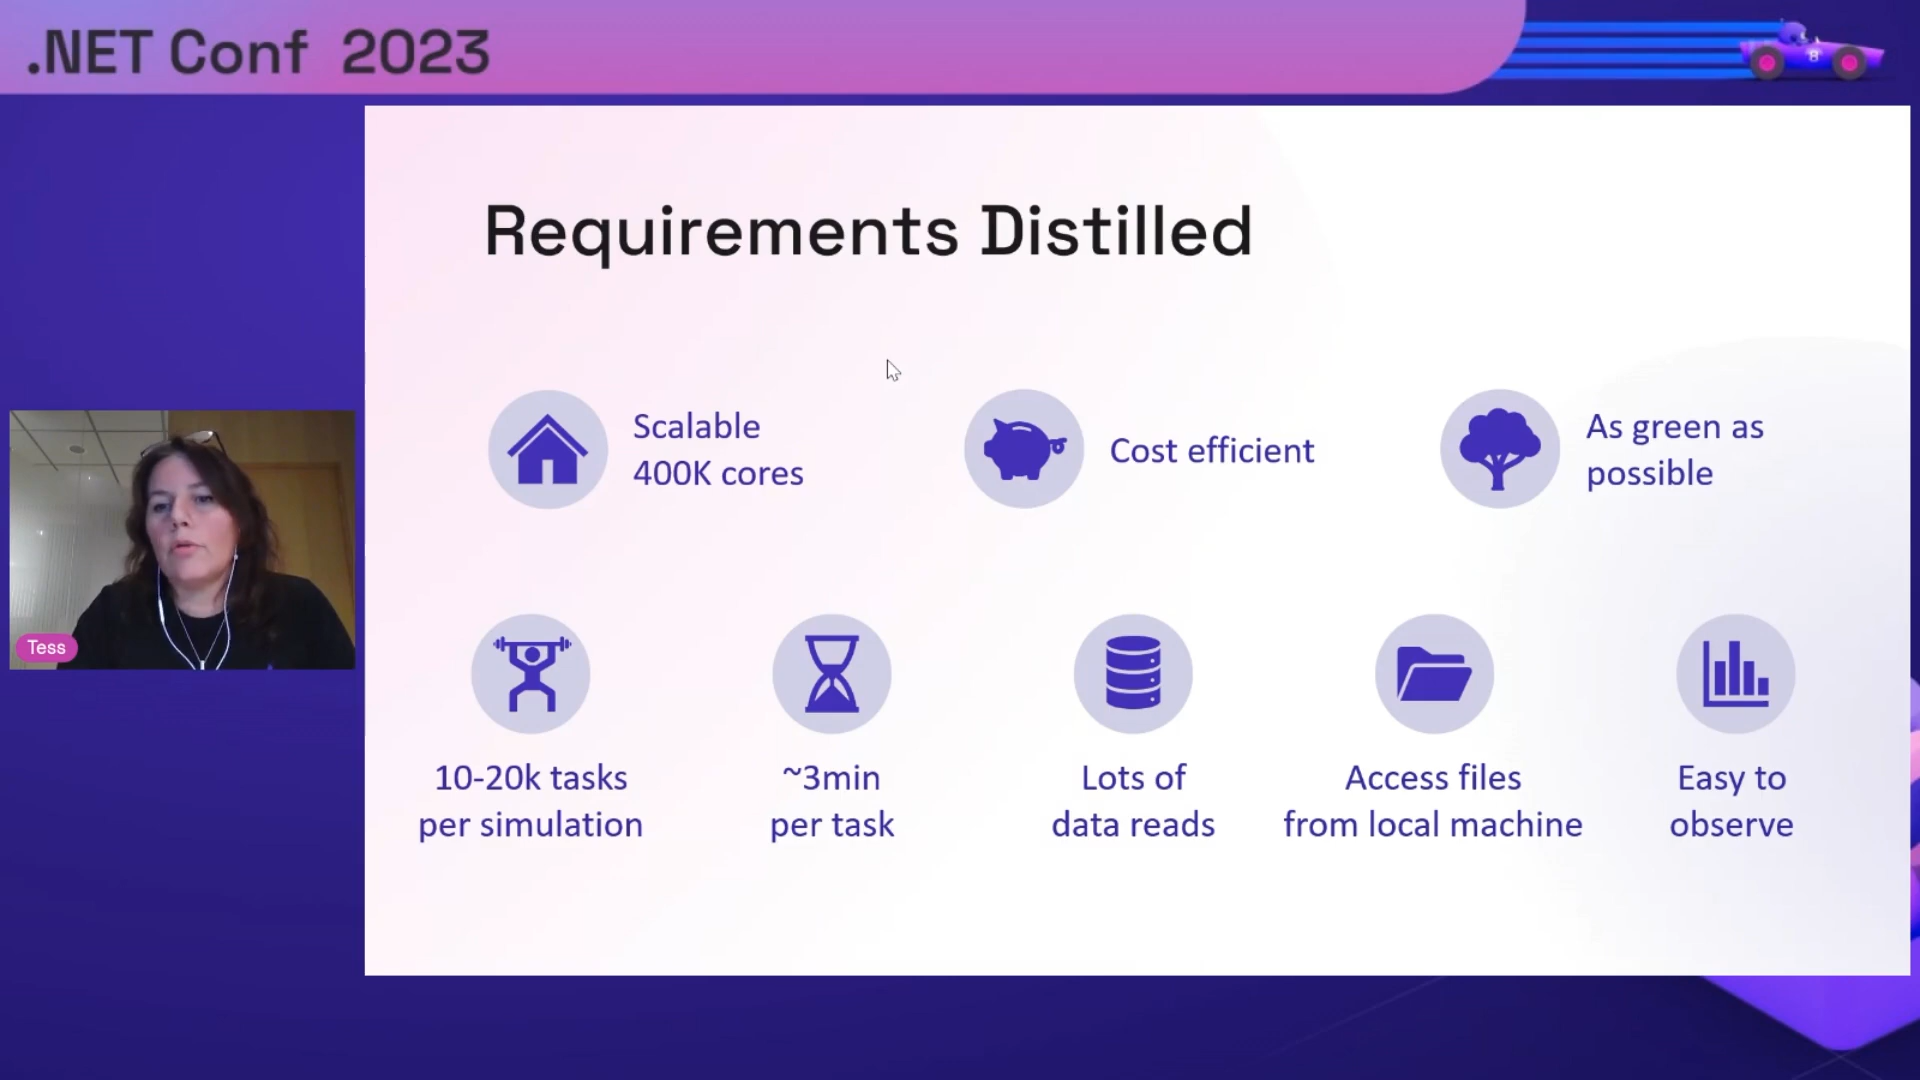 .NET Conf 2023
8
Requirements Distilled
Scalable
400K cores
Cost efficient
As green as
possible
Tess
10-20k tasks
per simulation
~3min
per task
Lots of
data reads
Access files
from local machine
Easy to
observe